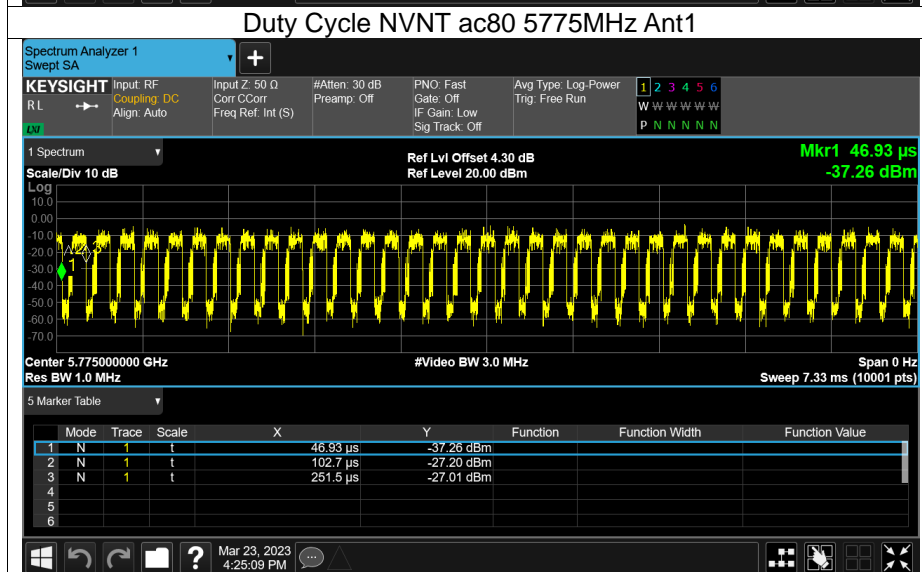 Duty Cycle NVNT ac80 5775MHz Ant1
Spectrum Analyzer 1
Swept SA
+
KEYSIGHT
R L
LXI
Input: RF
Coupling: DC
Align: Auto
Input Z: 50 Ω
Corr CCorr
Freq Ref: Int (S)
#Atten: 30 dB
Preamp: Off
PNO: Fast
Gate: Off
IF Gain: Low
Sig Track: Off
Avg Type: Log-Power
Trig: Free Run
1 2 3 4 5 6
W W W W W W
P N N N N N
1 Spectrum
Scale/Div 10 dB
Ref Lvl Offset 4.30 dB
Ref Level 20.00 dBm
Mkr1 46.93 µs
-37.26 dBm
Log
10.0
0.00
-10.0
-20.0
-30.0
-40.0
-50.0
-60.0
-70.0
1
2
3
Center 5.775000000 GHz
Res BW 1.0 MHz
#Video BW 3.0 MHz
Span 0 Hz
Sweep 7.33 ms (10001 pts)
5 Marker Table
Mode Trace Scale X Y Function Function Width Function Value
1 N 1 t 46.93 µs -37.26 dBm
2 N 1 t 102.7 µs -27.20 dBm
3 N 1 t 251.5 µs -27.01 dBm
4
5
6
?
Mar 23, 2023
4:25:09 PM